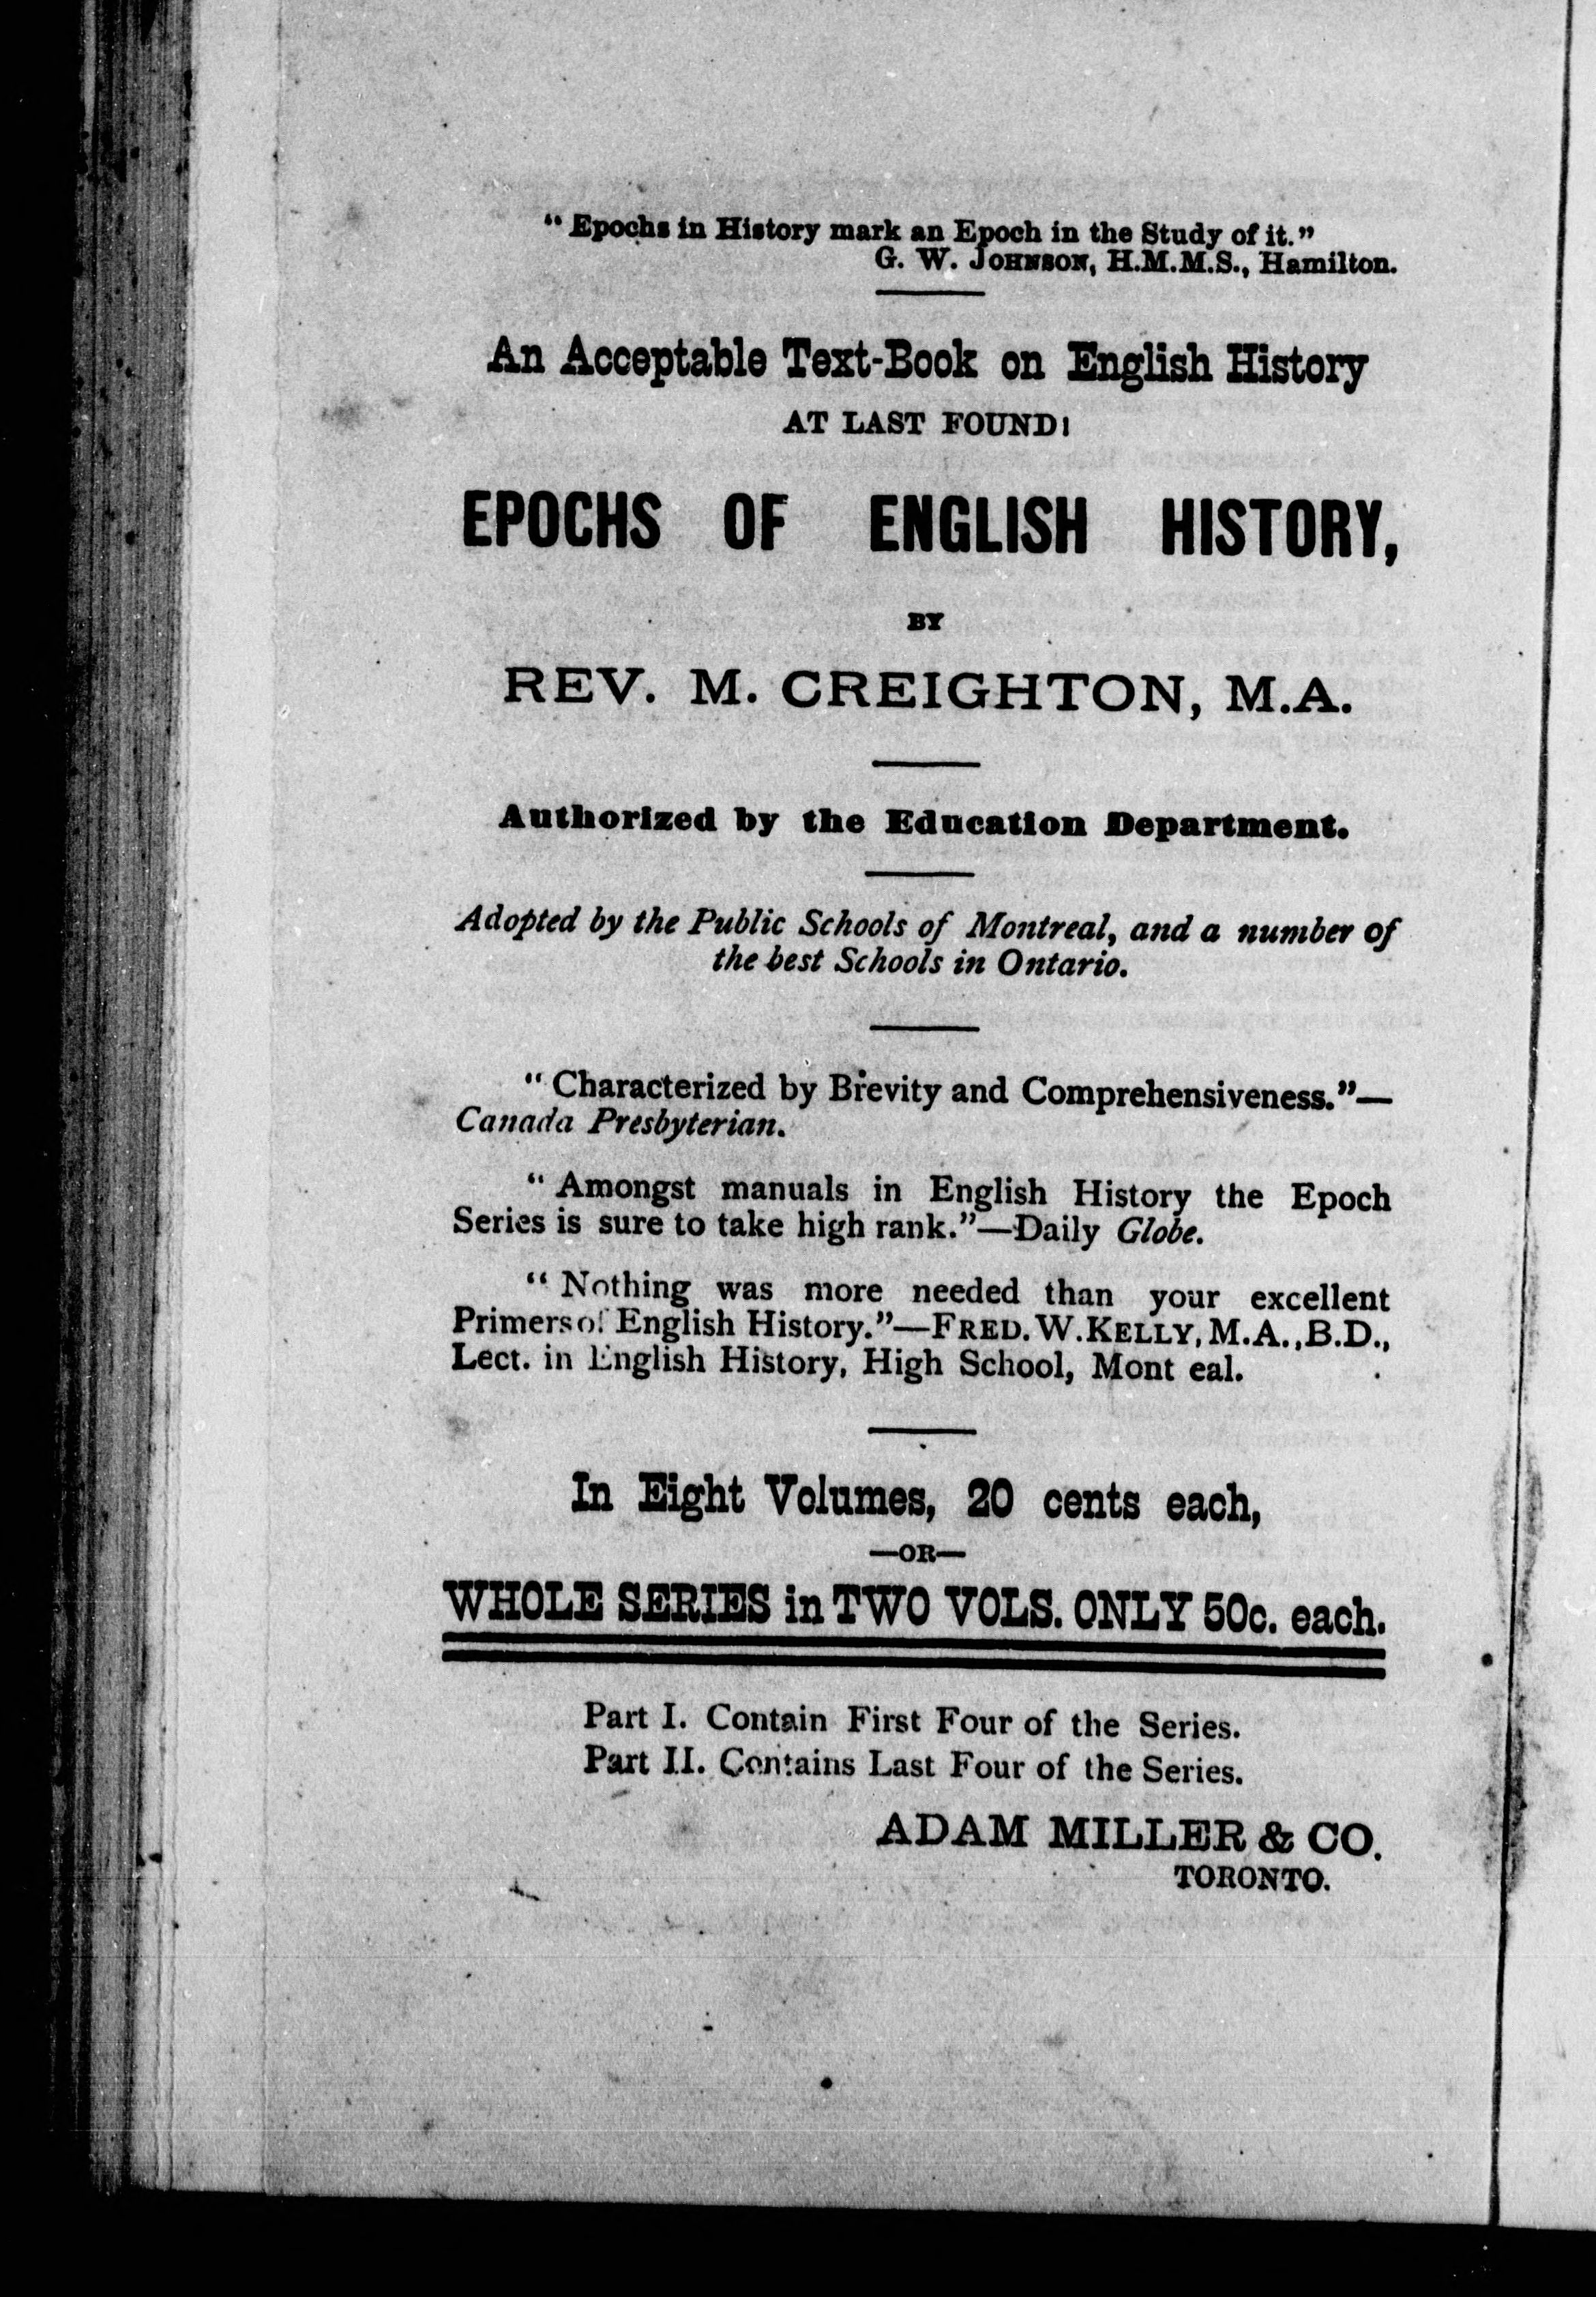 “ Epochs in History mark an Epoch in the Study of it.”
G. W. JOHNSON, H.M.M.S., Hamilton.
An Acceptable Text-Book on English History
AT LAST FOUND!
EPOCHS OF ENGLISH HISTORY,
BY
REV. M. CREIGHTON, M.A.
Authorized by the Education Department.
Adopted by the Public Schools of Montreal, and a number of
the best Schools in Ontario.
“ Characterized by Brevity and Comprehensiveness.”—
Canada Presbyterian.
“ Amongst manuals in English History the Epoch
Series is sure to take high rank.”—Daily Globe.
“ Nothing was more needed than your excellent
Primers of English History.”—FRED. W. KELLY, M.A., B.D.,
Lect. in English History, High School, Mont eal.
In Eight Volumes, 20 cents each,
—OR—
WHOLE SERIES in TWO VOLS. ONLY 50c. each.
Part I. Contain First Four of the Series.
Part II. Contains Last Four of the Series.
ADAM MILLER & CO.
TORONTO.